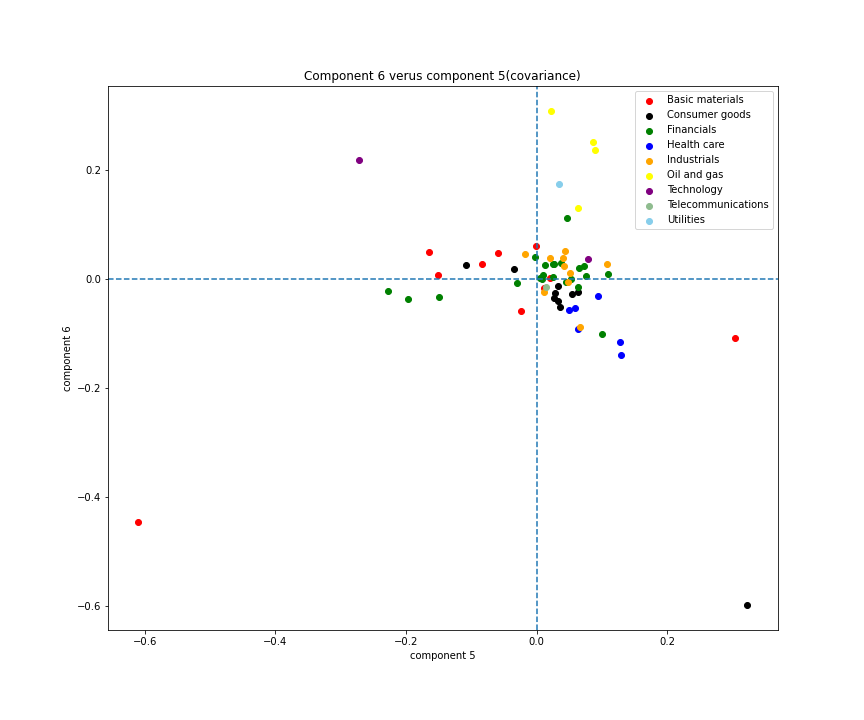 Component 6 verus component 5(covariance)
Basic materials
Consumer goods
Financials
Health care
Industrials
Oil and gas
Technology
Telecommunications
Utilities
component 6
0.2
0.0
−0.2
−0.4
−0.6
−0.6
−0.4
−0.2
0.0
0.2
component 5